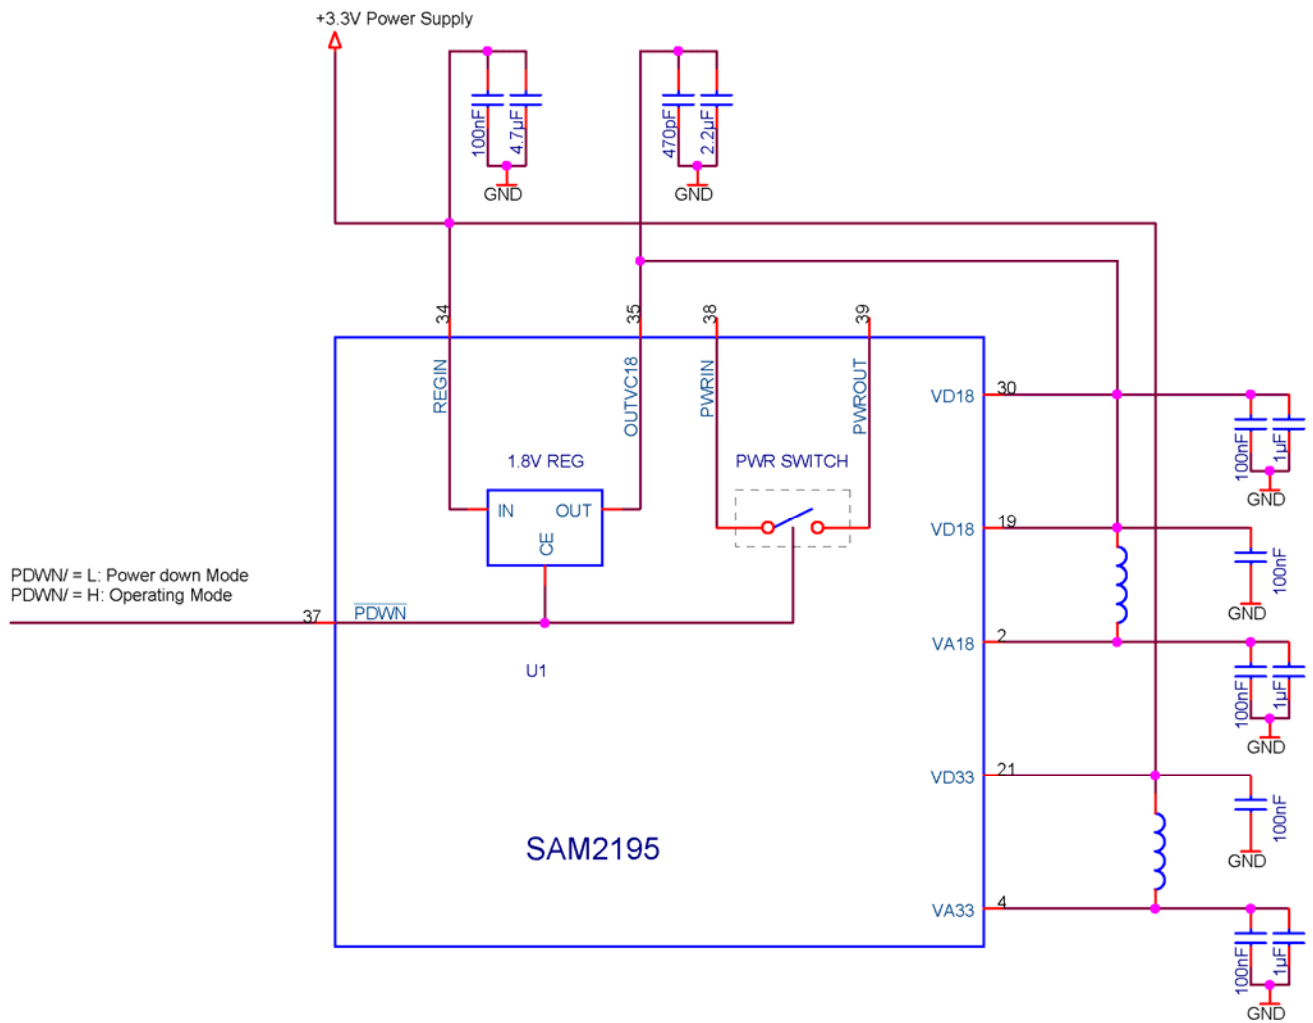 +3.3V Power Supply
100nF
4.7µF
470pF
2.2µF
GND
GND
34
35
38
39
REGIN
OUTVC18
PWRIN
PWROUT
VD18
30
100nF
1µF
GND
1.8V REG
PWR SWITCH
IN
OUT
CE
VD18
19
100nF
GND
PDWN/ = L: Power down Mode
PDWN/ = H: Operating Mode
37
PDWN
U1
VA18
2
100nF
1µF
GND
VD33
21
100nF
GND
SAM2195
VA33
4
100nF
1µF
GND